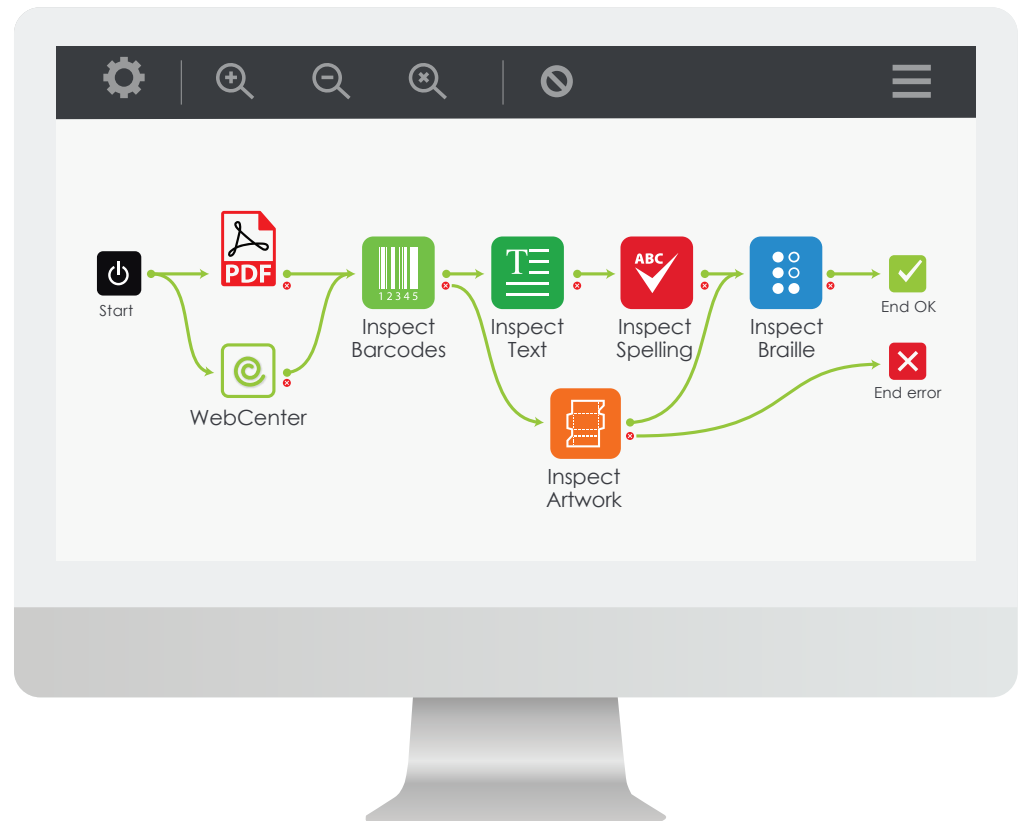 PDF
12345
T
ABC
Start
Inspect
Barcodes
Inspect
Text
Inspect
Spelling
Inspect
Braille
End OK
End error
WebCenter
Inspect
Artwork